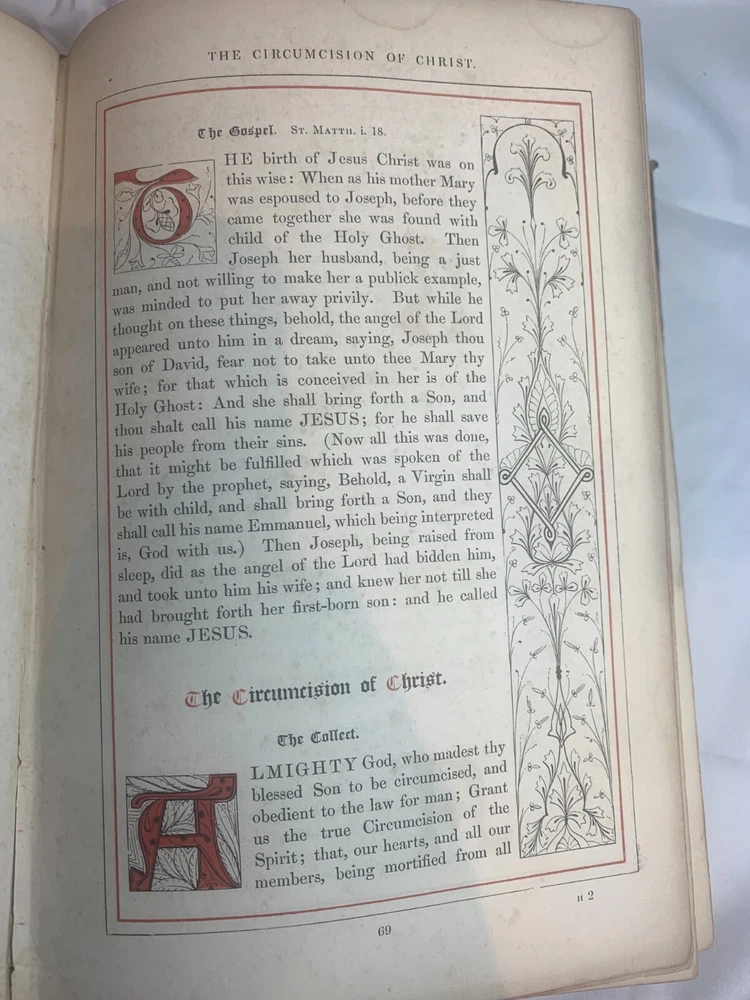 THE CIRCUMCISION OF CHRIST.
The Gospel. St. Matth. i. 18.
THE birth of Jesus Christ was on
this wise: When as his mother Mary
was espoused to Joseph, before they
came together she was found with
child of the Holy Ghost. Then
Joseph her husband, being a just
man, and not willing to make her a publick example,
was minded to put her away privily. But while he
thought on these things, behold, the angel of the Lord
appeared unto him in a dream, saying, Joseph thou
son of David, fear not to take unto thee Mary thy
wife; for that which is conceived in her is of the
Holy Ghost: And she shall bring forth a Son, and
thou shalt call his name JESUS; for he shall save
his people from their sins. (Now all this was done,
that it might be fulfilled which was spoken of the
Lord by the prophet, saying, Behold, a Virgin shall
be with child, and shall bring forth a Son, and they
shall call his name Emmanuel, which being interpreted
is, God with us.) Then Joseph, being raised from
sleep, did as the angel of the Lord had bidden him,
and took unto him his wife; and knew her not till she
had brought forth her first-born son: and he called
his name JESUS.
The Circumcision of Christ.
The Collect.
ALMIGHTY God, who madest thy
blessed Son to be circumcised, and
obedient to the law for man; Grant
us the true Circumcision of the
Spirit; that, our hearts, and all our
members, being mortified from all
H 2
69